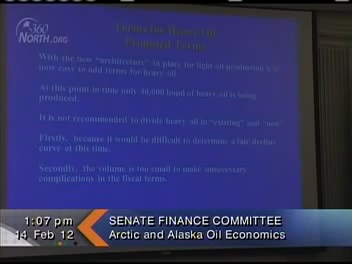 360
NORTH.ORG
Terms for Heavy Oil
Proposed Terms
With the new "architecture" in place for light oil production it is
now easy to add terms for heavy oil.
At this point in time only 40,000 bopd of heavy oil is being
produced.
It is not recommended to divide heavy oil in "existing" and "new"
Firstly, because it would be difficult to determine a fair decline
curve at this time.
Secondly, the volume is too small to make unnecessary
complications in the fiscal terms.
1:07 pm
14 Feb 12
SENATE FINANCE COMMITTEE
Arctic and Alaska Oil Economics